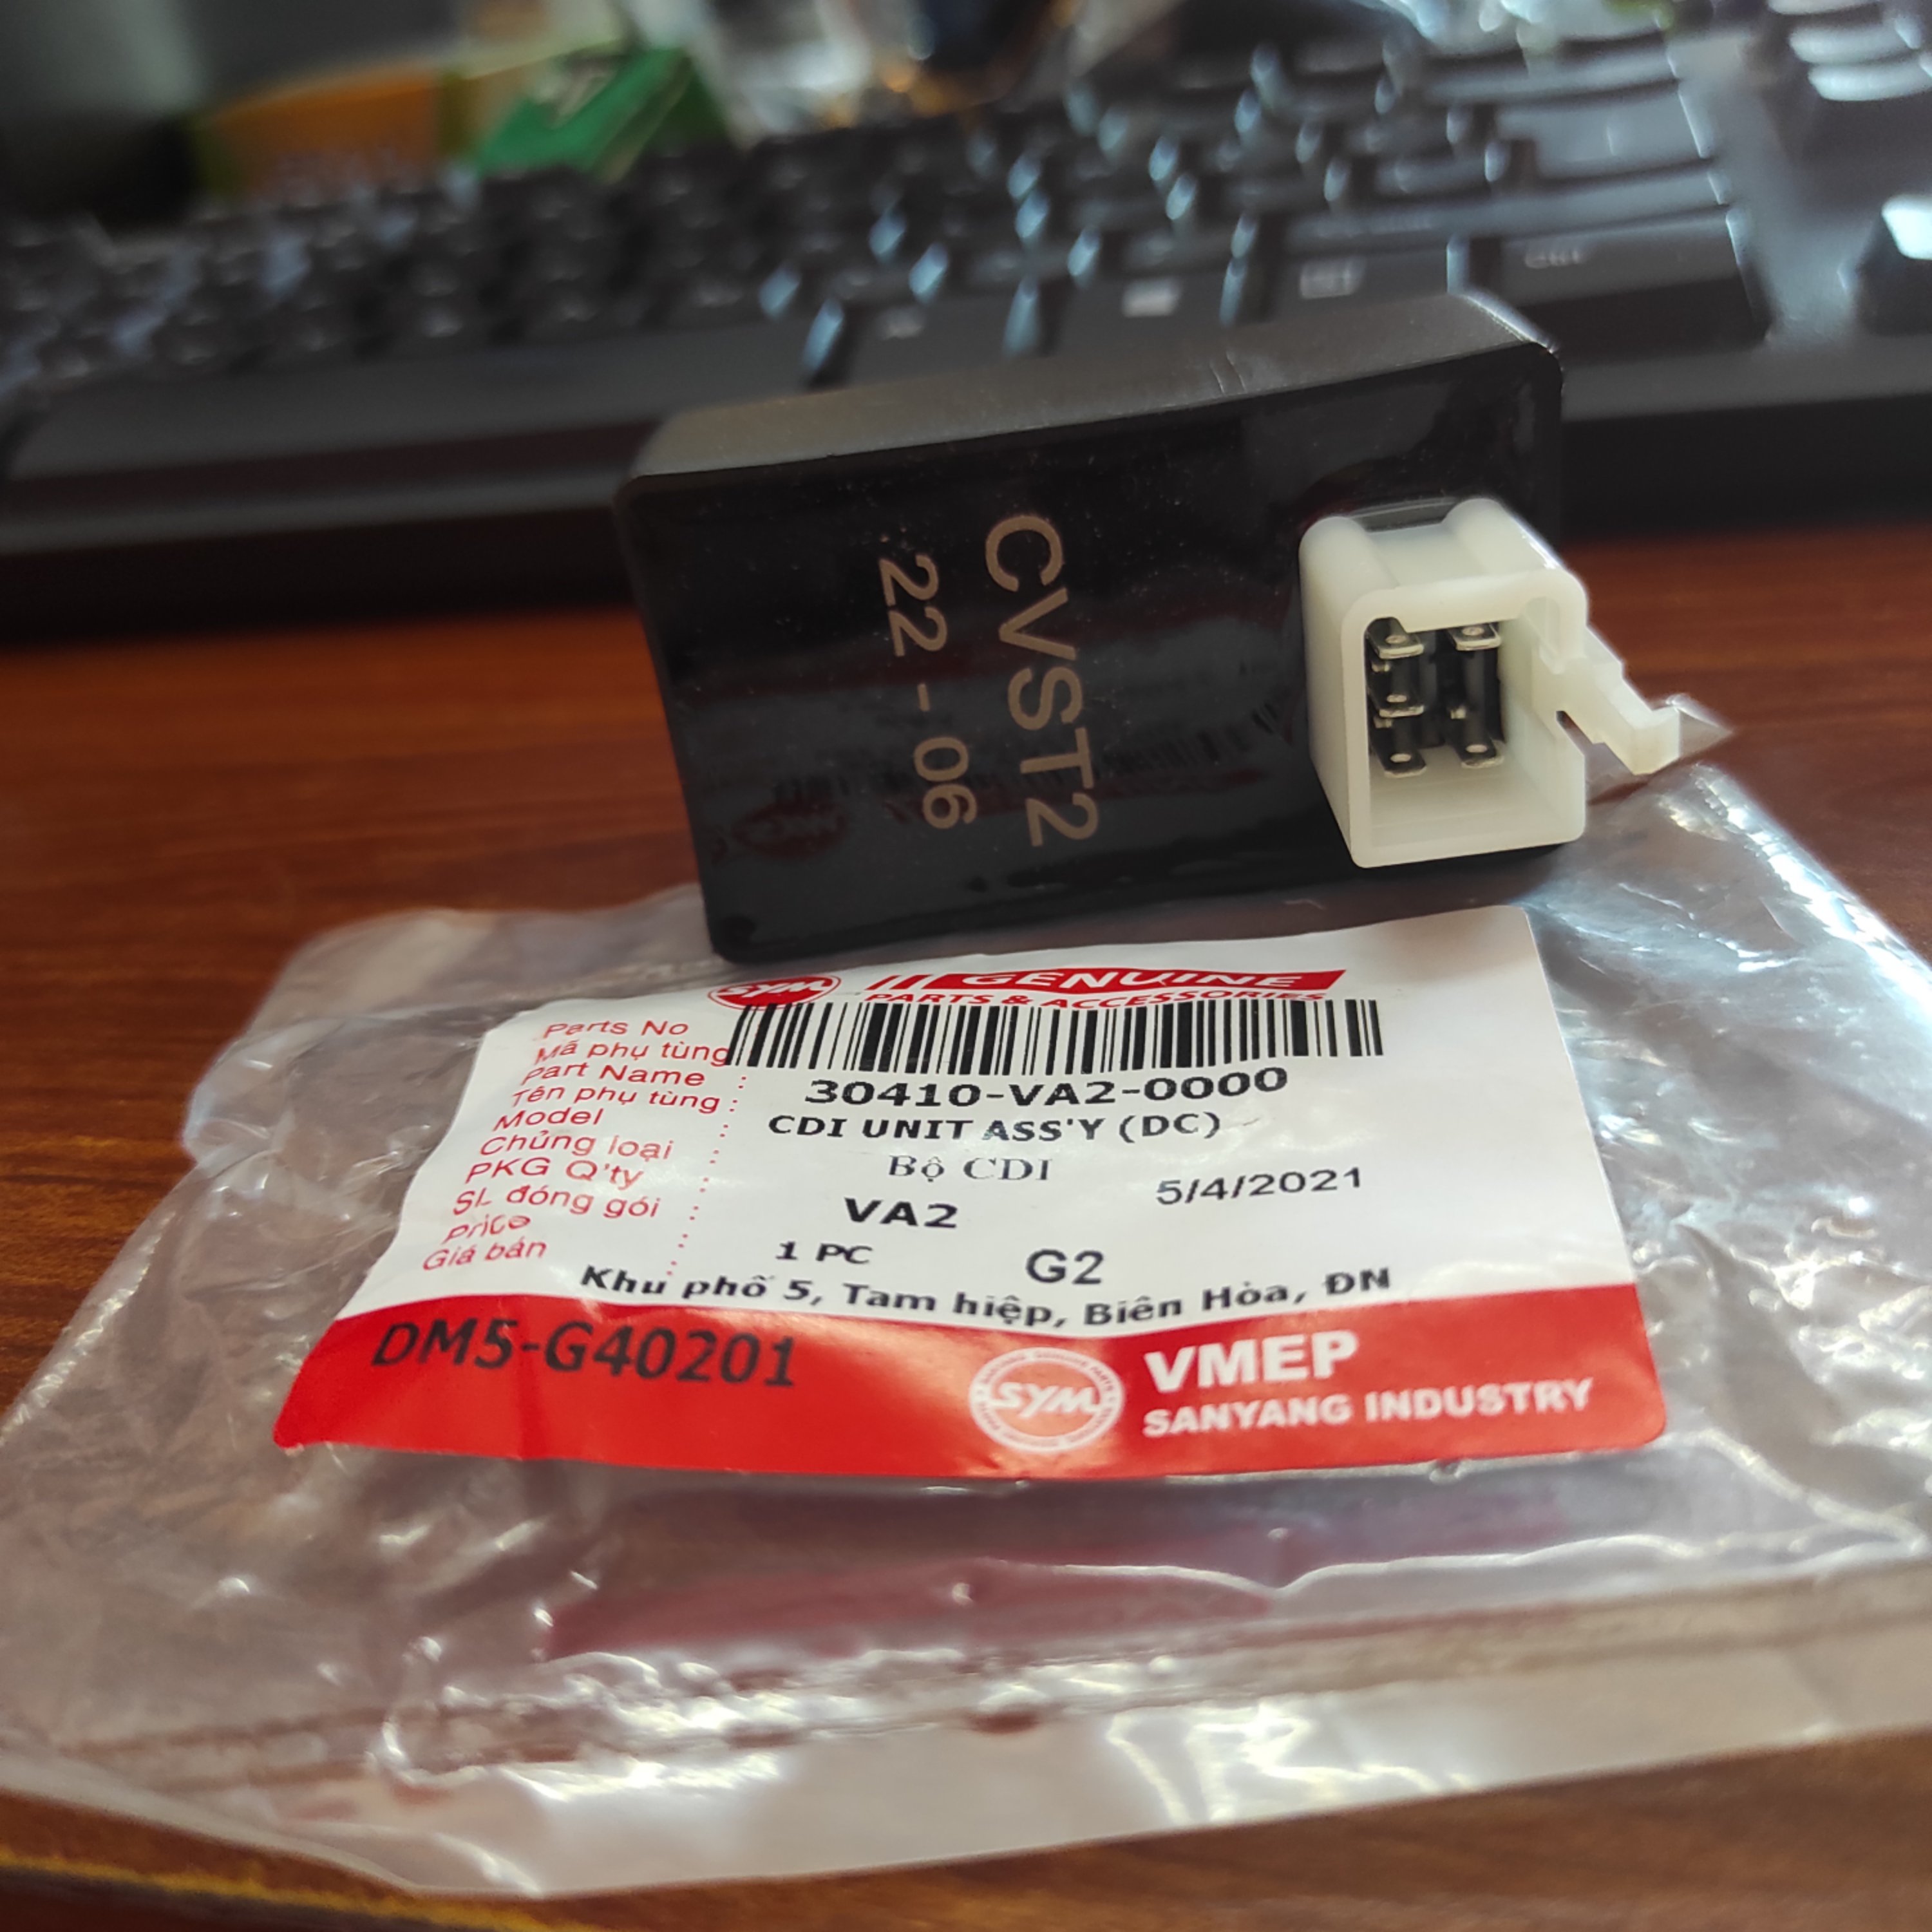 CVST2
22-06
SYM
GENUINE
PARTS & ACCESSORIES
Parts No
Mã phụ tùng
Part Name :
Tên phụ tùng :
Model :
Chủng loại :
PKG Q'ty :
SL đóng gói :
Price :
Giá bán :
30410-VA2-0000
CDI UNIT ASS'Y (DC)
Bộ CDI
VA2
5/4/2021
1 PC
G2
Khu phố 5, Tam hiệp, Biên Hòa, ĐN
DM5-G40201
SYM
VMEP
SANYANG INDUSTRY